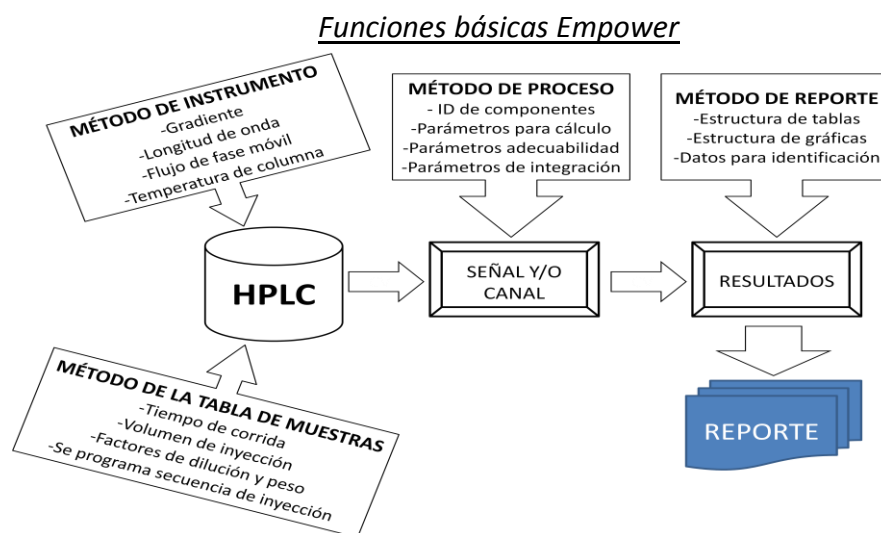 Funciones básicas Empower
MÉTODO DE INSTRUMENTO
-Gradiente
-Longitud de onda
-Flujo de fase móvil
-Temperatura de columna
MÉTODO DE PROCESO
- ID de componentes
-Parámetros para cálculo
-Parámetros adecuabilidad
-Parámetros de integración
MÉTODO DE REPORTE
-Estructura de tablas
-Estructura de gráficas
-Datos para identificación
HPLC
SEÑAL Y/O
CANAL
RESULTADOS
MÉTODO DE LA TABLA DE MUESTRAS
-Tiempo de corrida
-Volumen de inyección
-Factores de dilución y peso
-Se programa secuencia de inyección
REPORTE